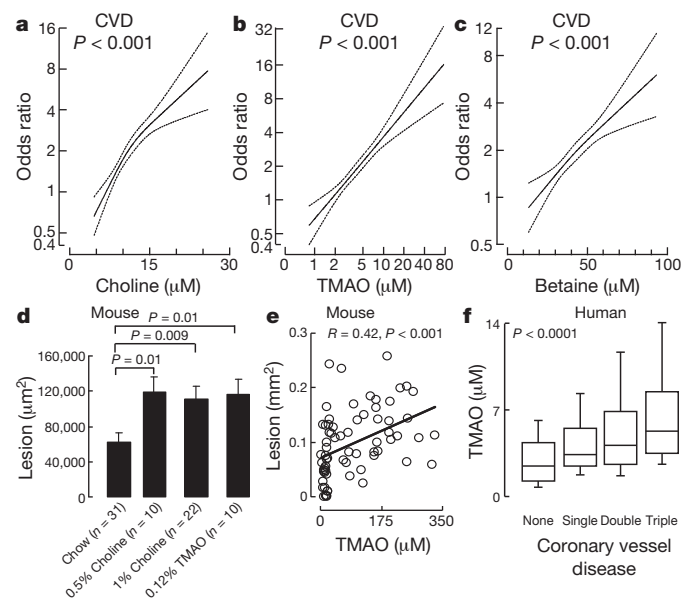 a
CVD
P < 0.001
Odds ratio
16
8
4
2
1
0.5
0.4
0 15 30
Choline (μM)
b
CVD
P < 0.001
Odds ratio
32
16
8
4
2
1
0.5
0.4
0 1 2 5 10 20 40 80
TMAO (μM)
c
CVD
P < 0.001
Odds ratio
12
8
4
2
1
0.5
0 50 100
Betaine (μM)
d
Mouse
P = 0.01
P = 0.009
P = 0.01
Lesion (μm²)
160,000
120,000
80,000
40,000
0
Chow (n = 31)
0.5% Choline (n = 10)
1% Choline (n = 22)
0.12% TMAO (n = 10)
e
Mouse
R = 0.42, P < 0.001
Lesion (mm²)
0.3
0.2
0.1
0
0 175 350
TMAO (μM)
f
Human
P < 0.0001
TMAO (μM)
14
7
0
None Single Double Triple
Coronary vessel
disease